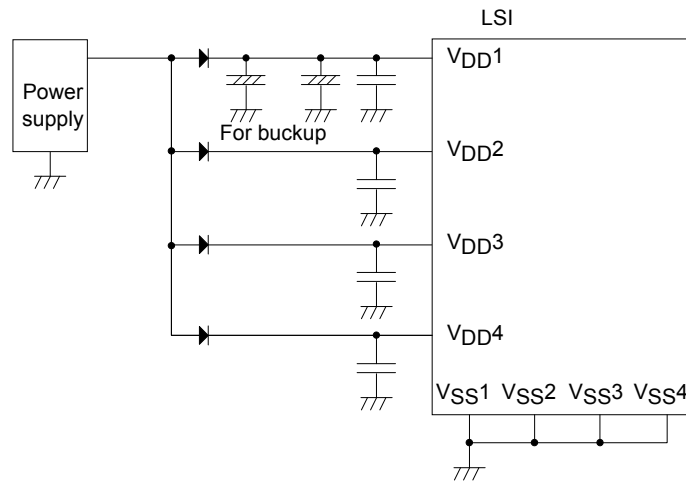 LSI
Power
supply
VDD1
For buckup
VDD2
VDD3
VDD4
VSS1 VSS2 VSS3 VSS4